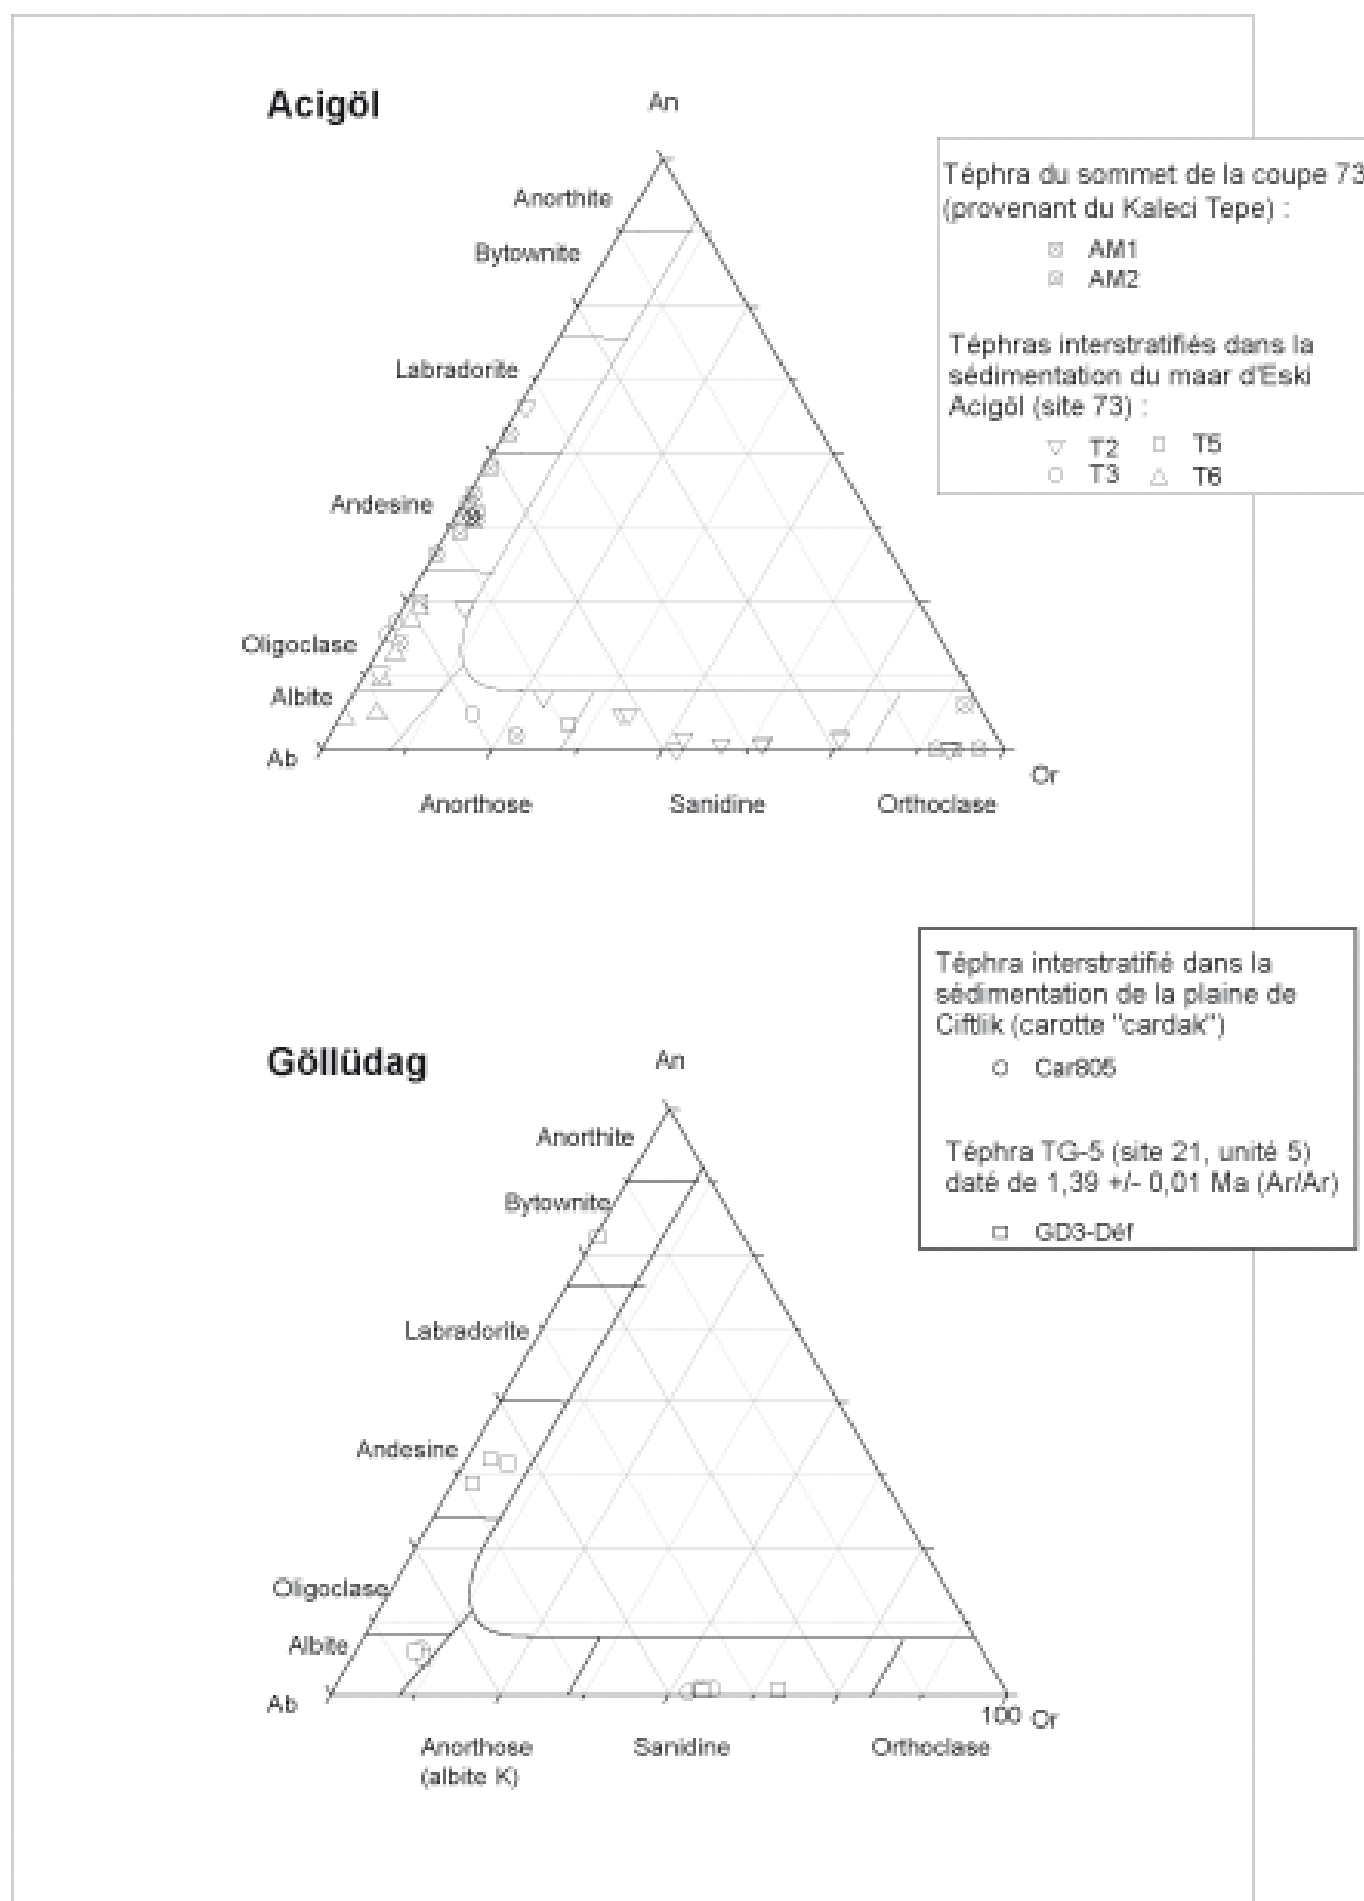 Acigöl
An
Anorthite
Bytownite
Labradorite
Andesine
Oligoclase
Albite
Ab
Or
Anorthose
Sanidine
Orthoclase
Téphra du sommet de la coupe 73
(provenant du Kaleci Tepe) :
AM1
AM2
Téphras interstratifiés dans la
sédimentation du maar d'Eski
Acigöl (site 73) :
T2
T5
T3
T6
Göllüdag
An
Anorthite
Bytownite
Labradorite
Andesine
Oligoclase
Albite
Ab
100
Or
Anorthose
(albite K)
Sanidine
Orthoclase
Téphra interstratifié dans la
sédimentation de la plaine de
Ciftlik (carotte "cardak")
Car805
Téphra TG-5 (site 21, unité 5)
daté de 1,39 +/- 0,01 Ma (Ar/Ar)
GD3-Déf